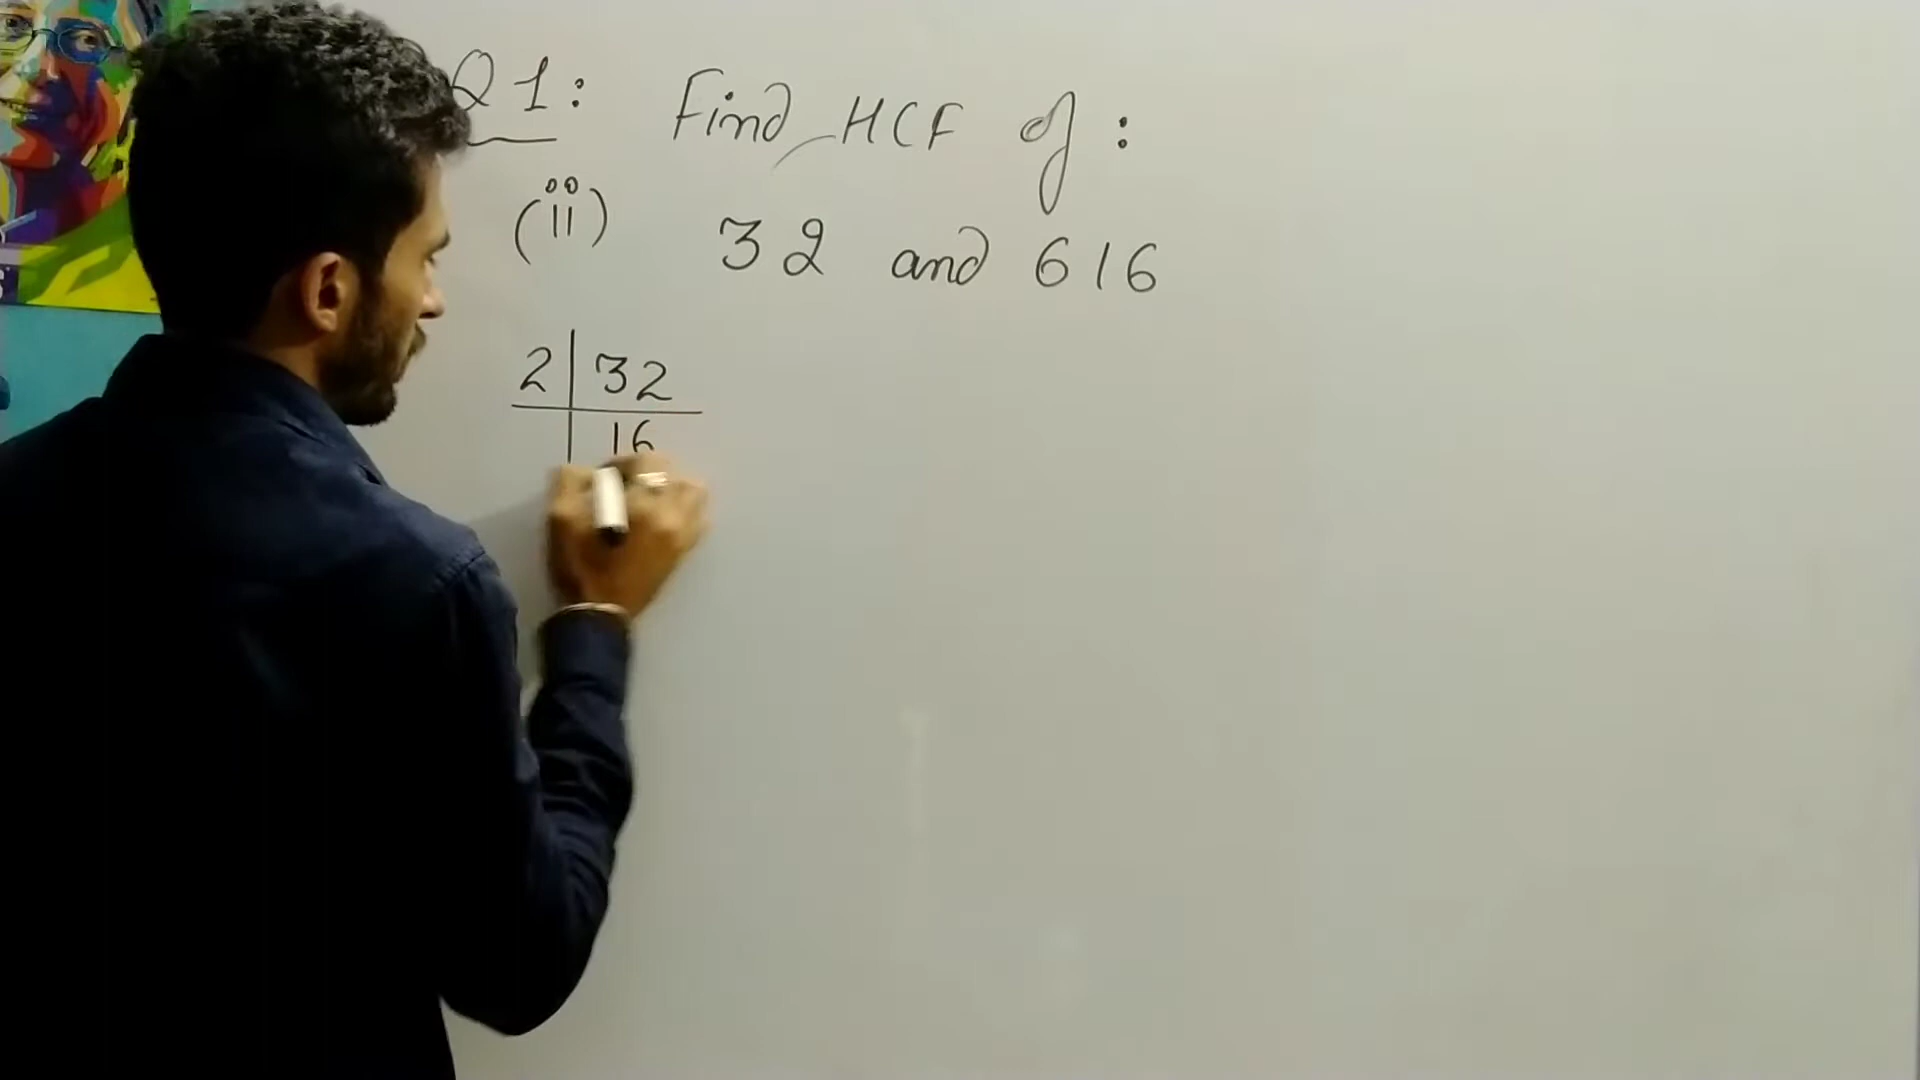 Q1: Find HCF of :
(ii) 32 and 616
2 | 32
16